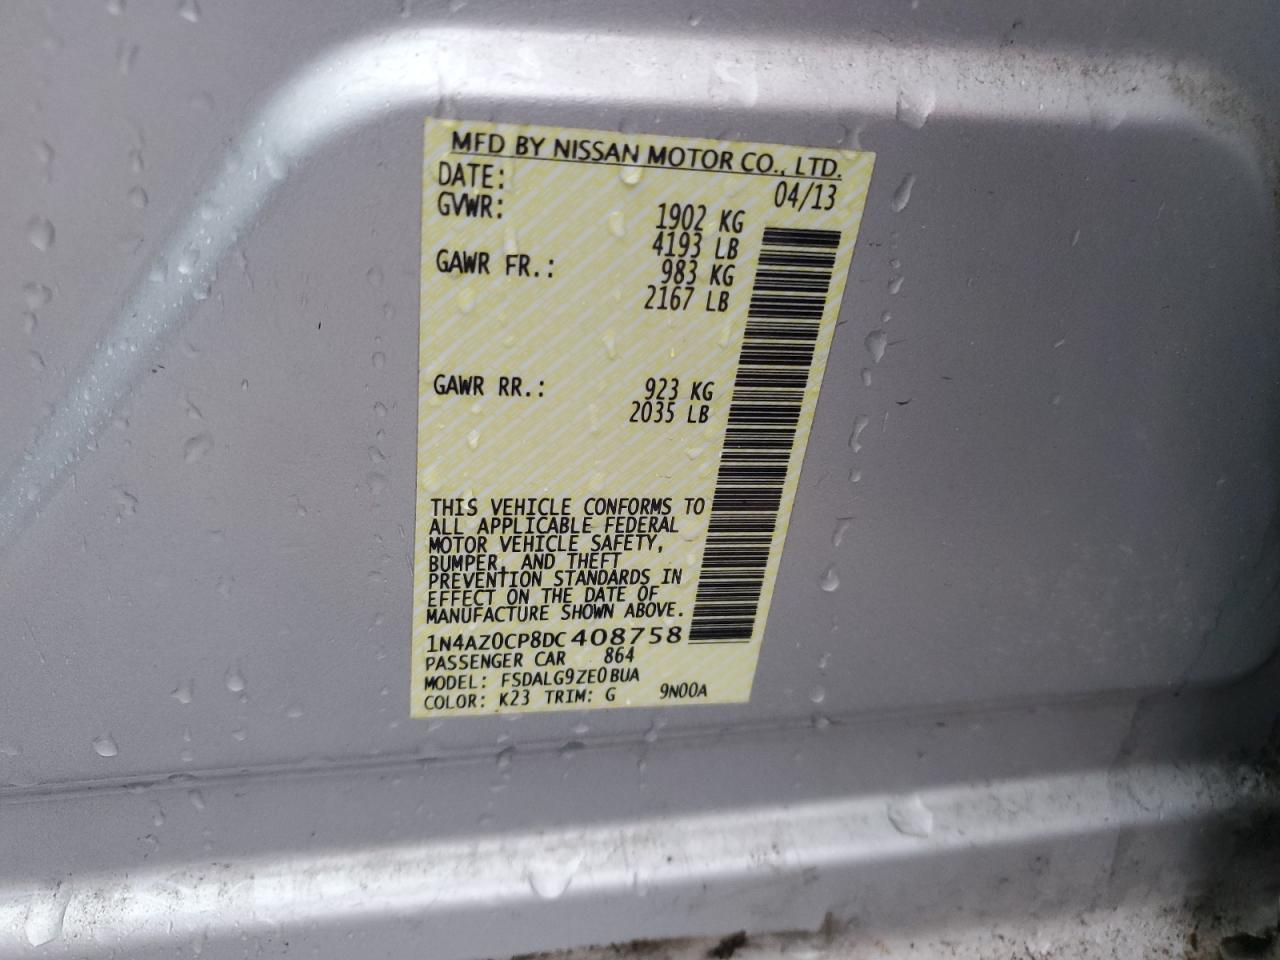 MFD BY NISSAN MOTOR CO., LTD.
DATE: 04/13
GVWR: 1902 KG
4193 LB
GAWR FR.: 983 KG
2167 LB
GAWR RR.: 923 KG
2035 LB
THIS VEHICLE CONFORMS TO
ALL APPLICABLE FEDERAL
MOTOR VEHICLE SAFETY,
BUMPER, AND THEFT
PREVENTION STANDARDS IN
EFFECT ON THE DATE OF
MANUFACTURE SHOWN ABOVE.
1N4AZ0CP8DC408758
PASSENGER CAR 864
MODEL: FSDALG9ZE0BUA
COLOR: K23 TRIM: G 9N00A